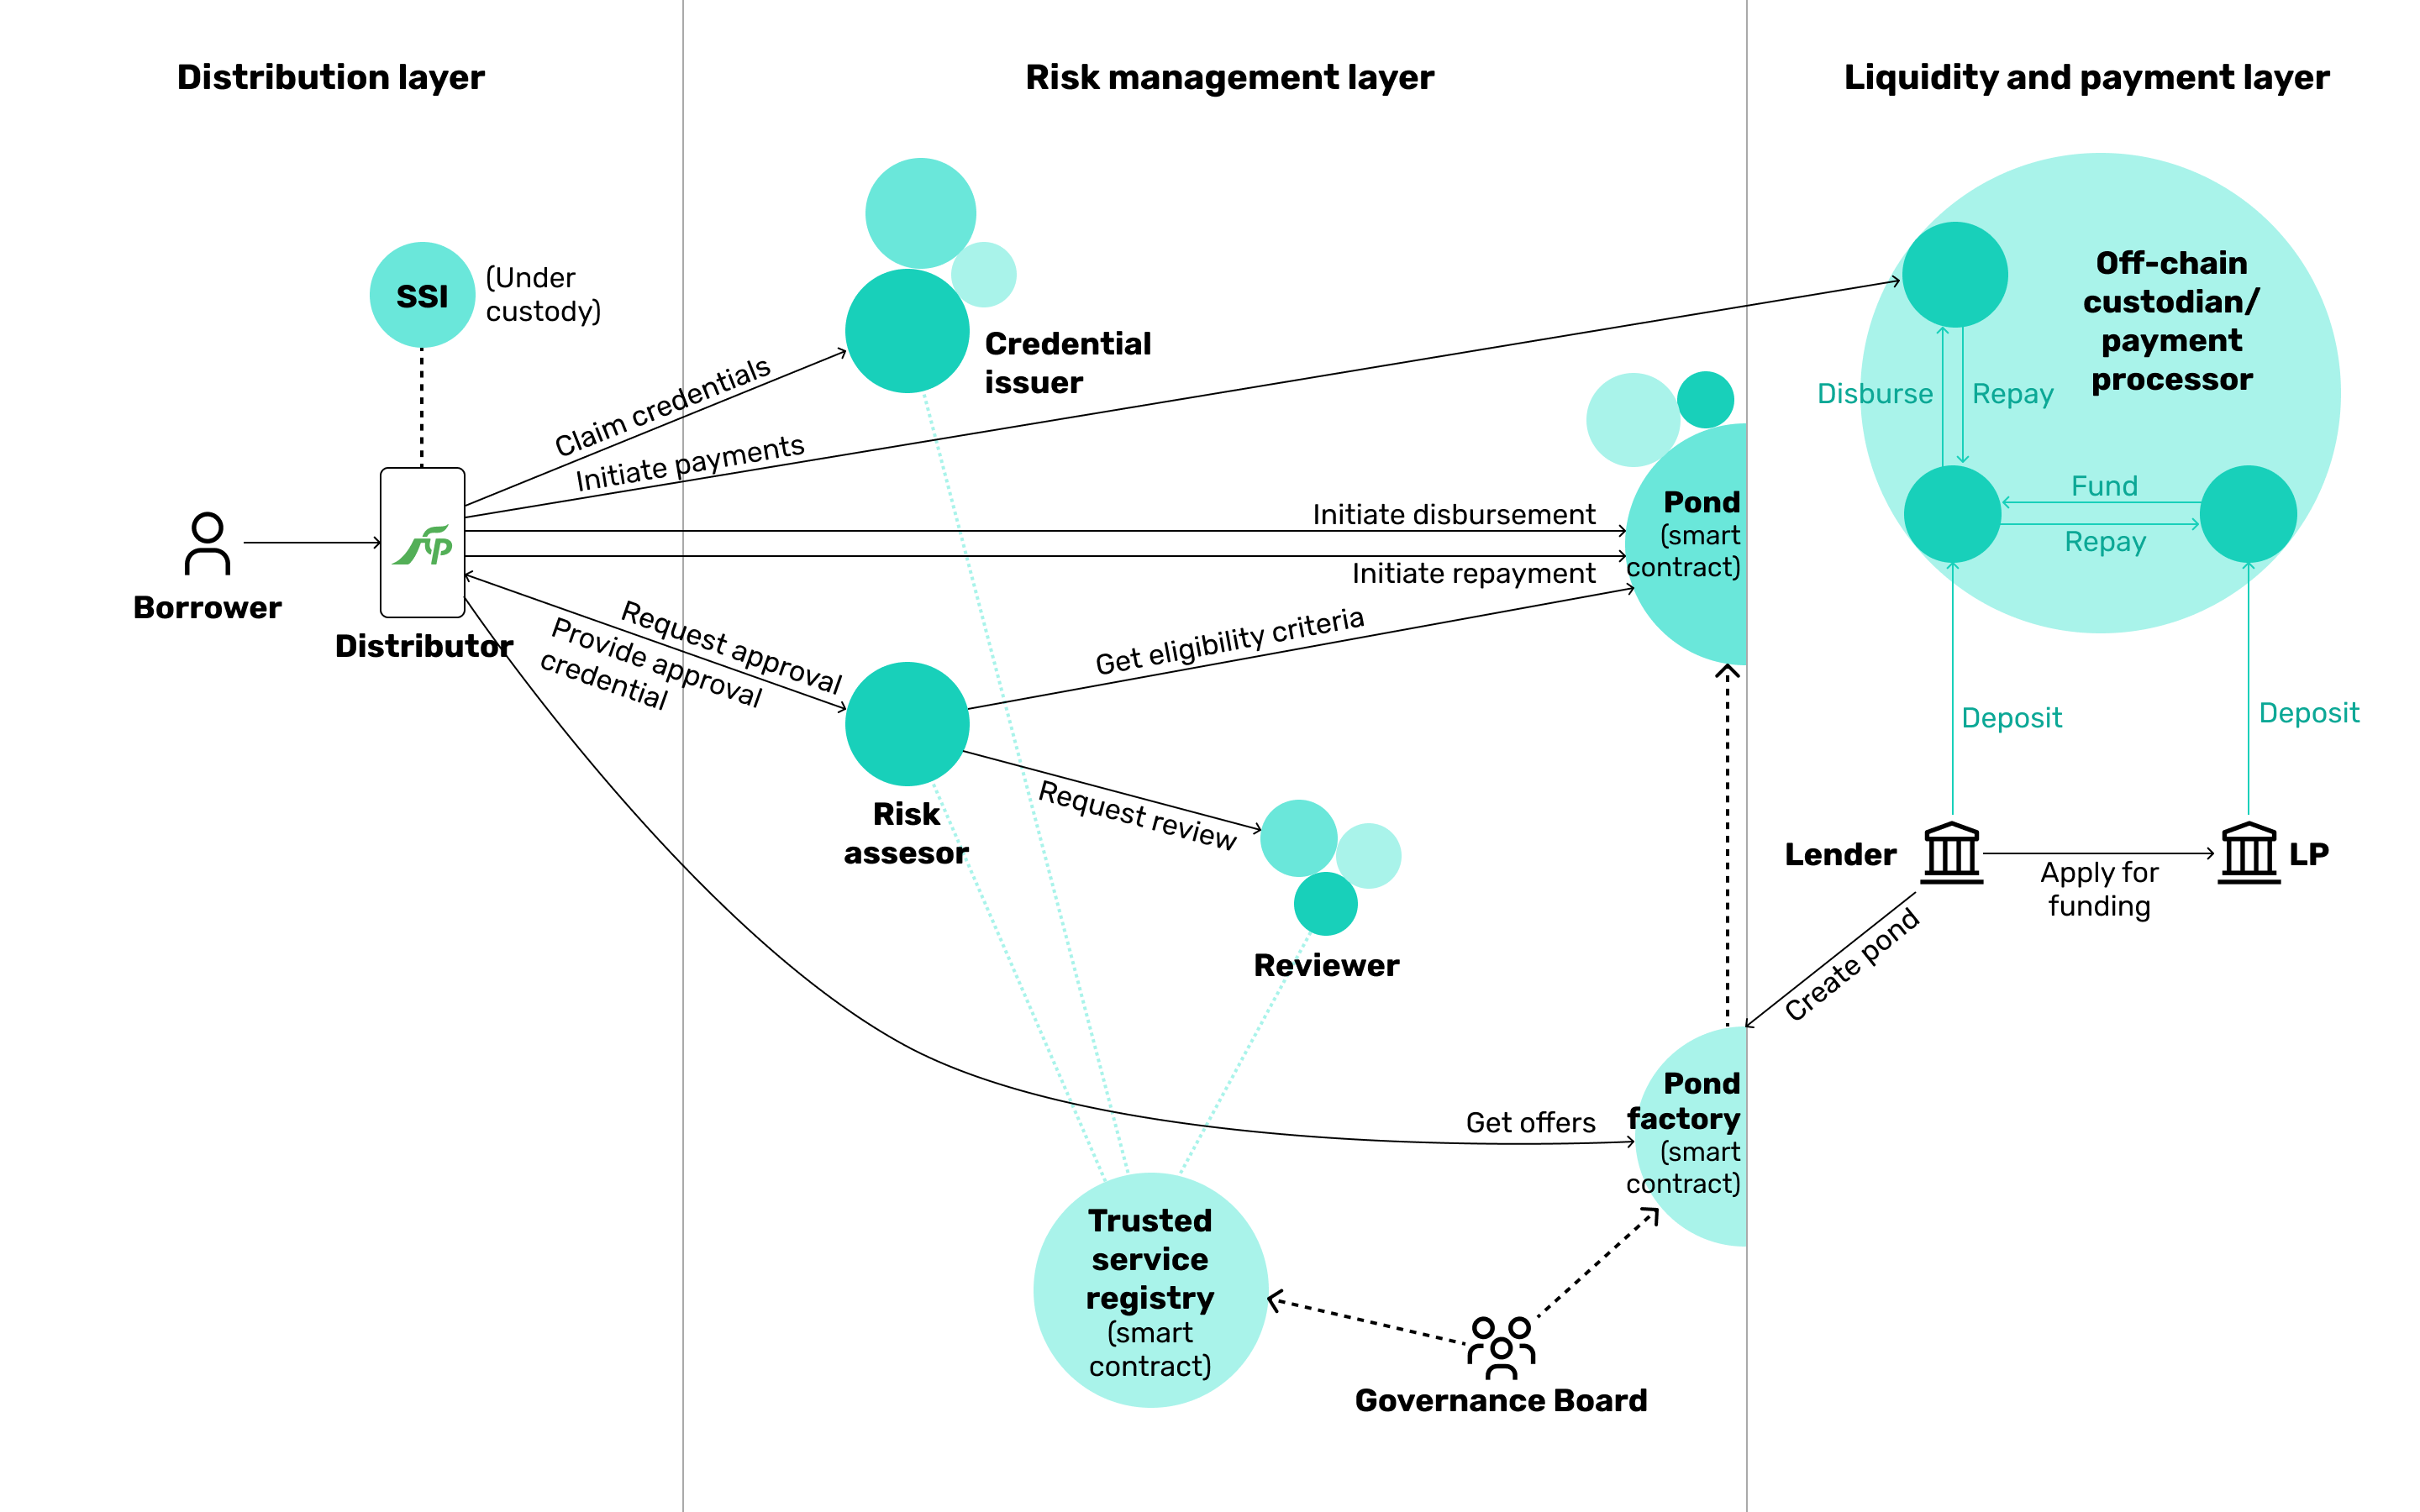 Distribution layer
Risk management layer
Liquidity and payment layer
SSI
(Under
custody)
Borrower
Distributor
Claim credentials
Initiate payments
Credential
issuer
Initiate disbursement
Initiate repayment
Pond
(smart
contract)
Request approval
Provide approval
credential
Get eligibility criteria
Risk
assesor
Request review
Reviewer
Get offers
Pond
factory
(smart
contract)
Trusted
service
registry
(smart
contract)
Governance Board
Off-chain
custodian/
payment
processor
Disburse
Repay
Fund
Repay
Deposit
Deposit
Lender
LP
Apply for
funding
Create pond